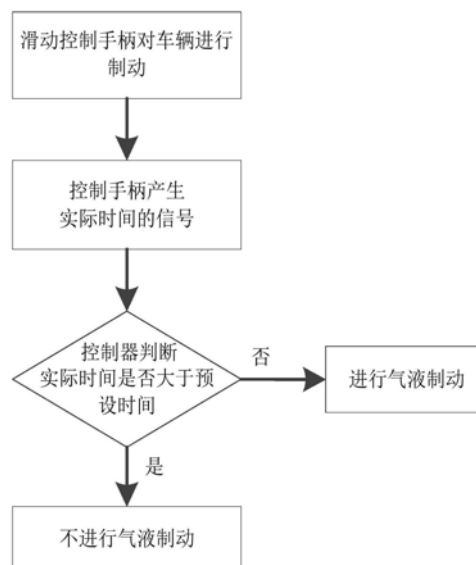 滑动控制手柄对车辆进行
制动
控制手柄产生
实际时间的信号
控制器判断
实际时间是否大于预
设时间
否
进行气液制动
是
不进行气液制动